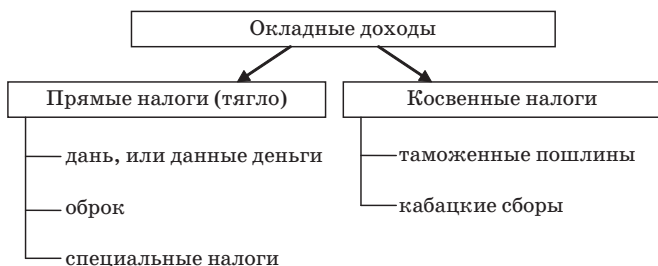 Окладные доходы
Прямые налоги (тягло)
Косвенные налоги
дань, или данные деньги
таможенные пошлины
оброк
кабацкие сборы
специальные налоги